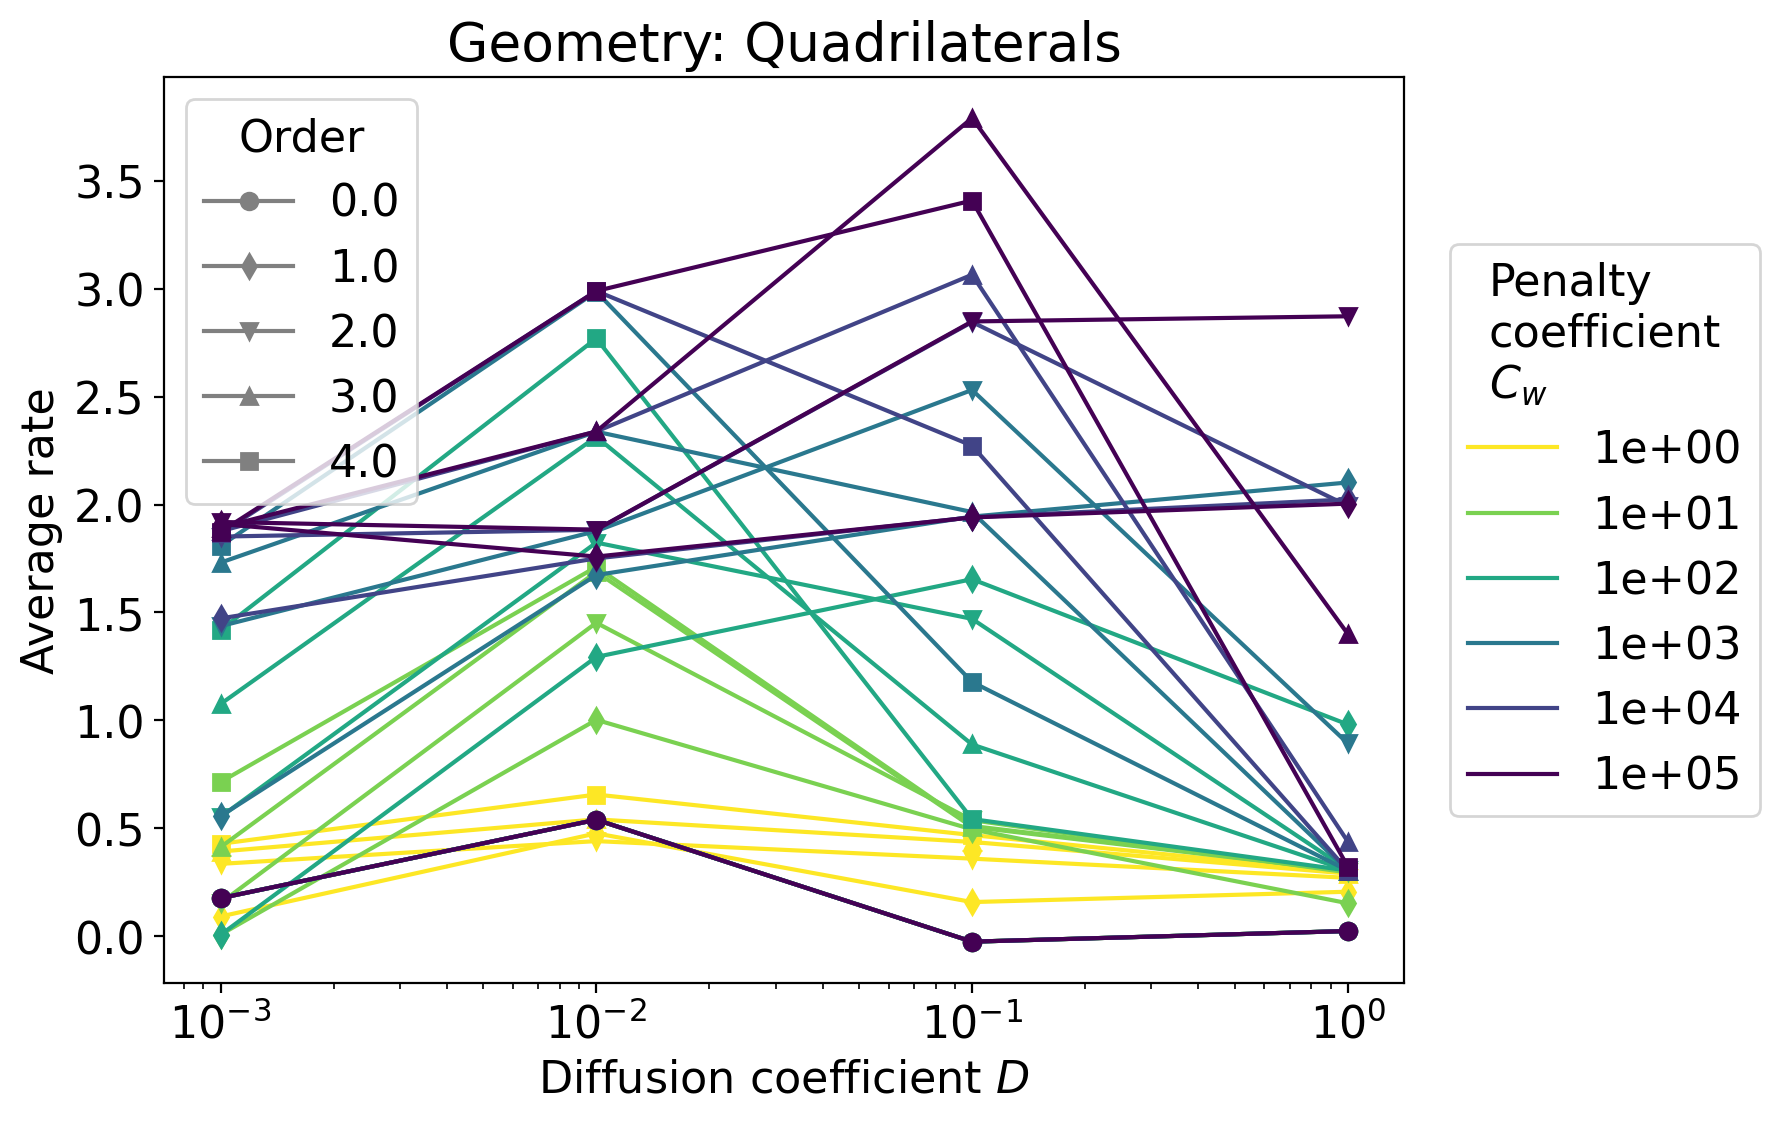 Geometry: Quadrilaterals
Order
0.0
1.0
2.0
3.0
4.0
Average rate
3.5
3.0
2.5
2.0
1.5
1.0
0.5
0.0
10⁻³
10⁻²
10⁻¹
10⁰
Diffusion coefficient D
Penalty
coefficient
C_w
1e+00
1e+01
1e+02
1e+03
1e+04
1e+05